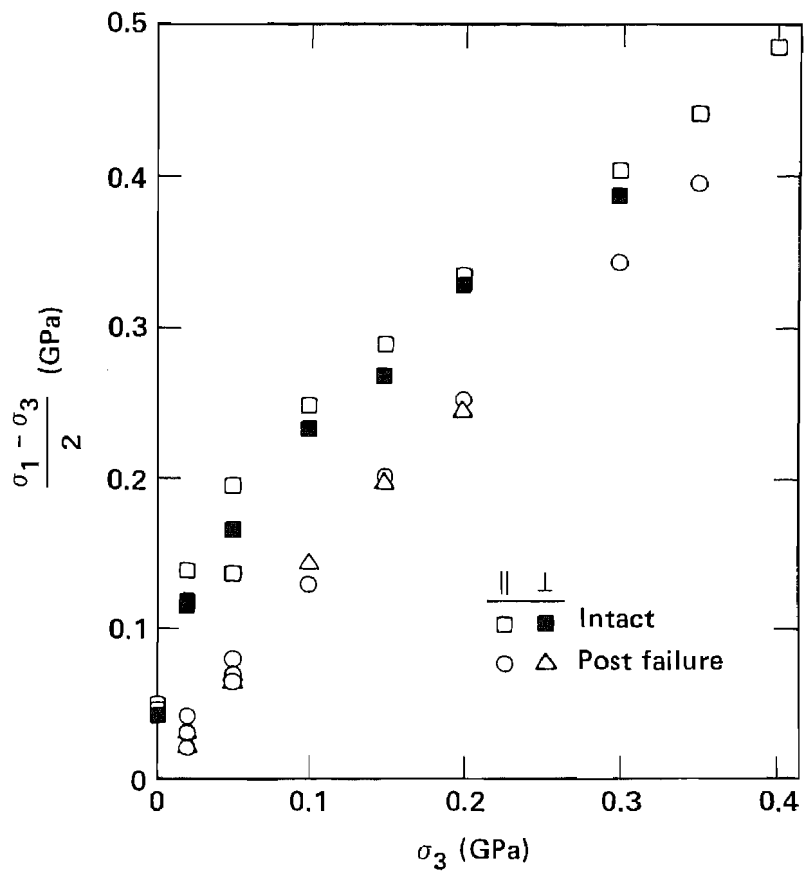 0.5
0.4
0.3
0.2
0.1
0
σ₁ − σ₃
2
(GPa)
|| ⊥
Intact
Post failure
0 0.1 0.2 0.3 0.4
σ₃ (GPa)